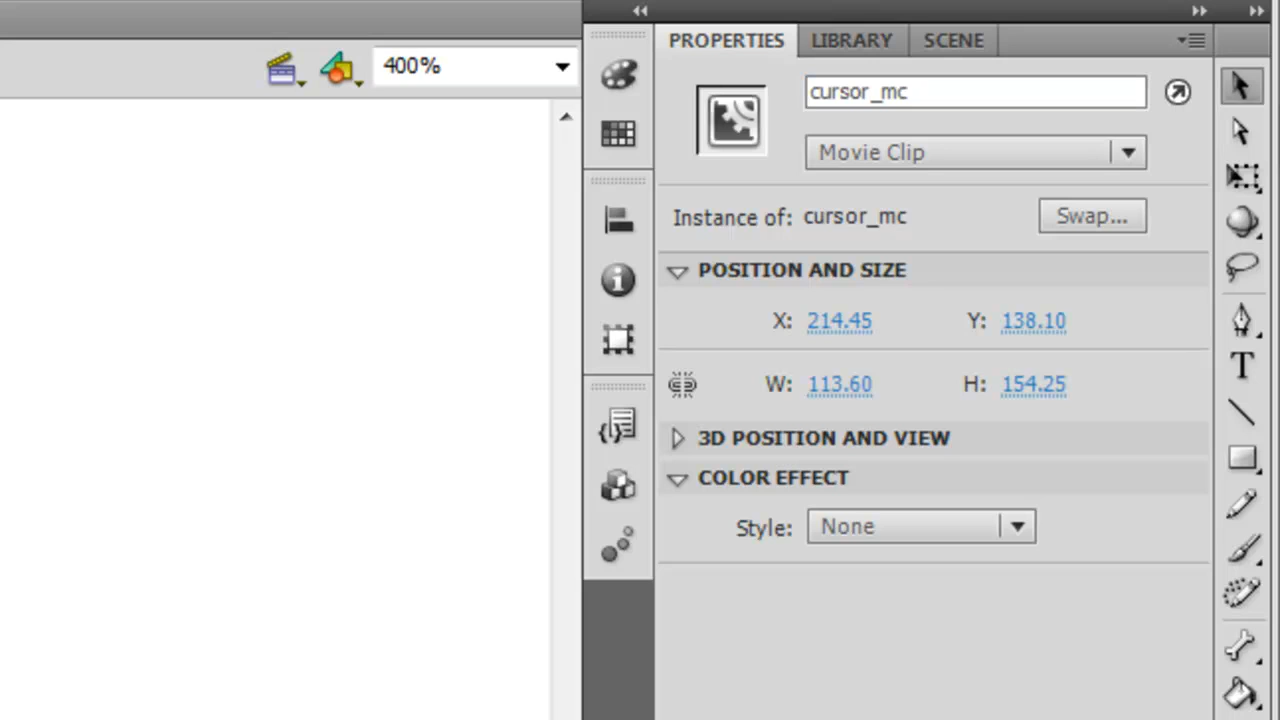 PROPERTIES LIBRARY SCENE
400%
cursor_mc
Movie Clip
Instance of: cursor_mc Swap...
POSITION AND SIZE
X: 214.45 Y: 138.10
W: 113.60 H: 154.25
3D POSITION AND VIEW
COLOR EFFECT
Style: None